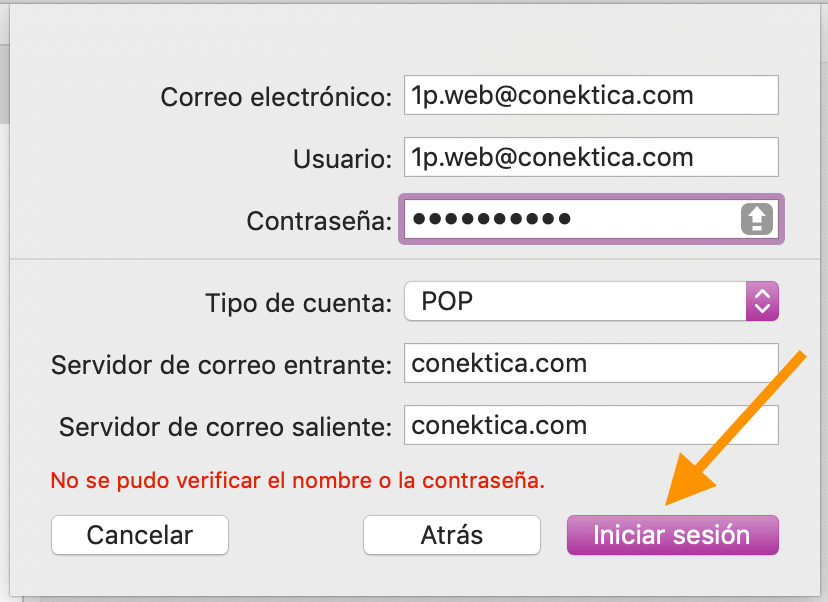 Correo electrónico: 1p.web@conektica.com
Usuario: 1p.web@conektica.com
Contraseña: ••••••••••
Tipo de cuenta: POP
Servidor de correo entrante: conektica.com
Servidor de correo saliente: conektica.com
No se pudo verificar el nombre o la contraseña.
Cancelar Atrás Iniciar sesión